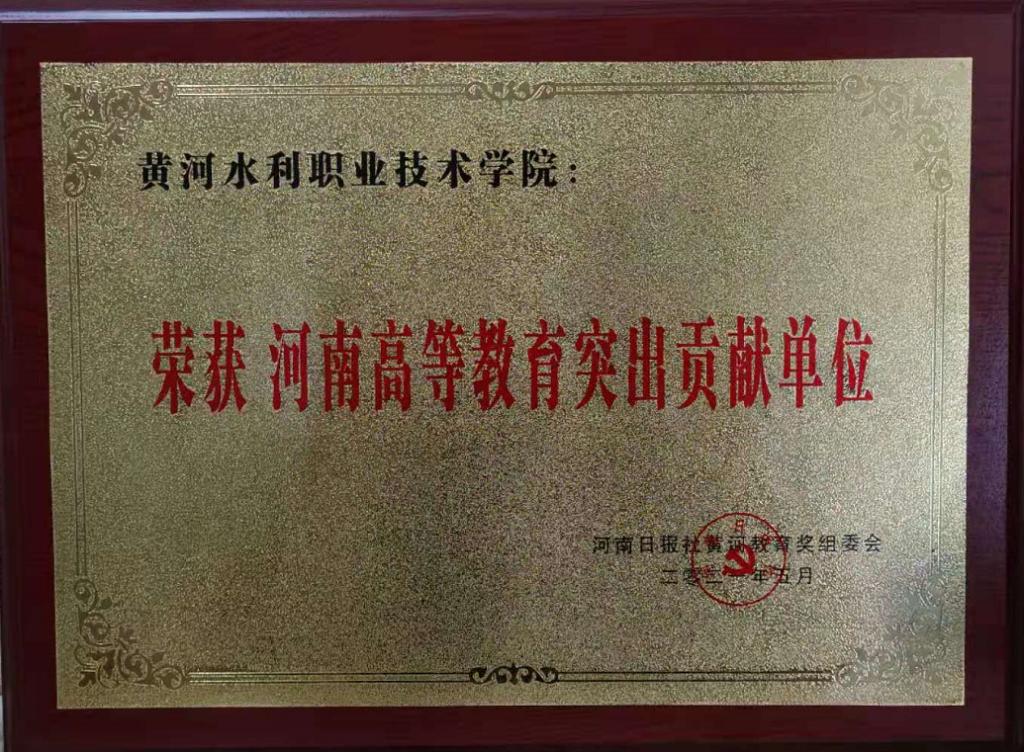 黄河水利职业技术学院：
荣获 河南高等教育突出贡献单位
河南日报社黄河教育奖组委会
二零二一年五月